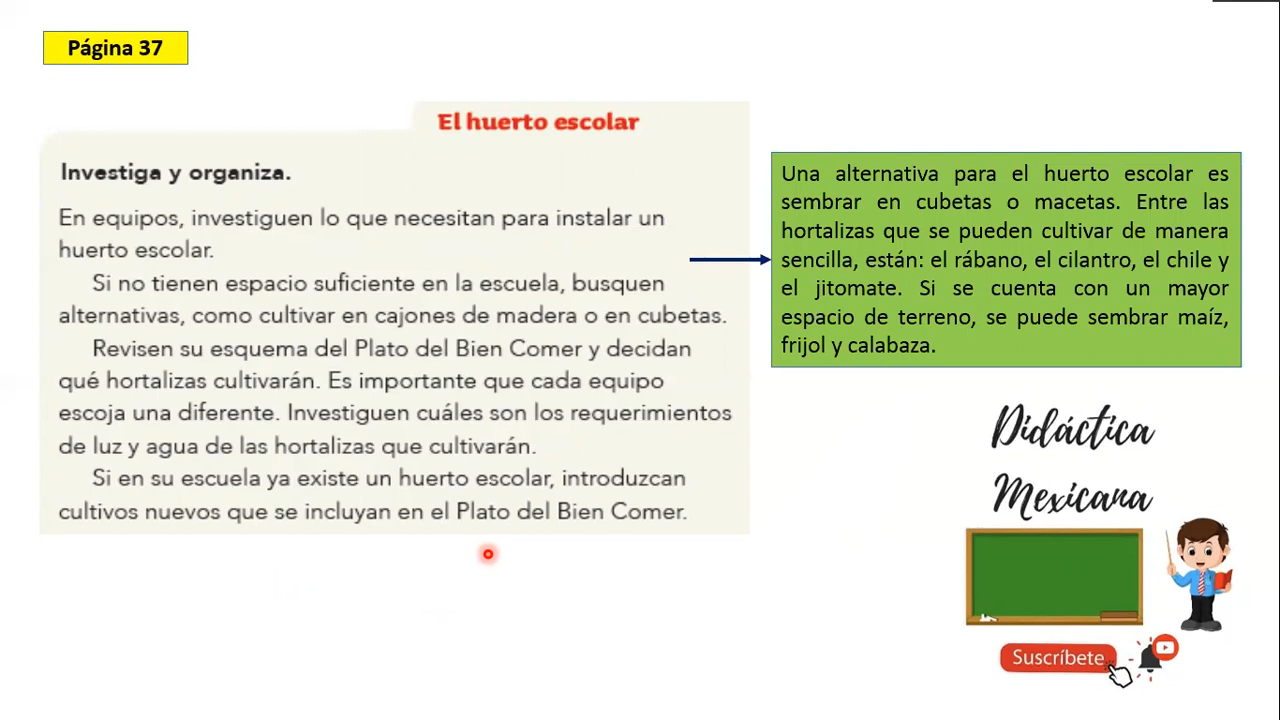 Página 37
El huerto escolar
Investiga y organiza.
En equipos, investiguen lo que necesitan para instalar un
huerto escolar.
Si no tienen espacio suficiente en la escuela, busquen
alternativas, como cultivar en cajones de madera o en cubetas.
Revisen su esquema del Plato del Bien Comer y decidan
qué hortalizas cultivarán. Es importante que cada equipo
escoja una diferente. Investiguen cuáles son los requerimientos
de luz y agua de las hortalizas que cultivarán.
Si en su escuela ya existe un huerto escolar, introduzcan
cultivos nuevos que se incluyan en el Plato del Bien Comer.
Una alternativa para el huerto escolar es
sembrar en cubetas o macetas. Entre las
hortalizas que se pueden cultivar de manera
sencilla, están: el rábano, el cilantro, el chile y
el jitomate. Si se cuenta con un mayor
espacio de terreno, se puede sembrar maíz,
frijol y calabaza.
Didáctica
Mexicana
Suscríbete